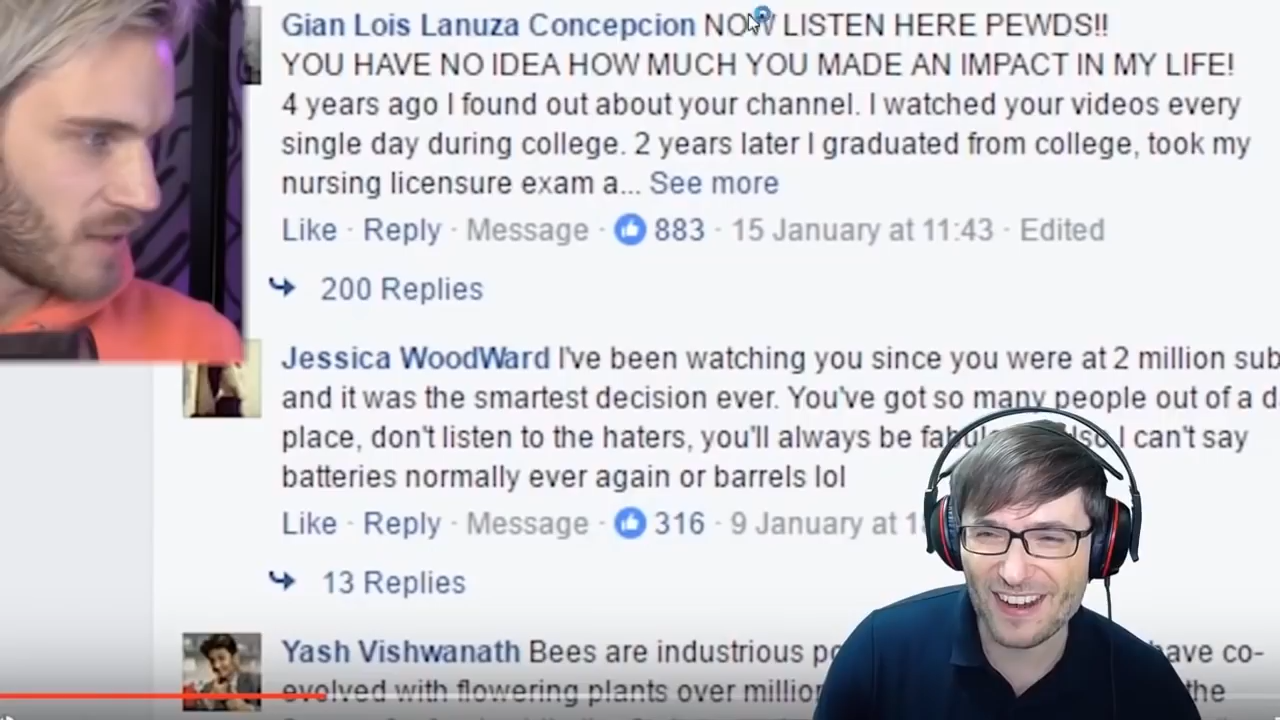 Gian Lois Lanuza Concepcion NOW LISTEN HERE PEWDS!!
YOU HAVE NO IDEA HOW MUCH YOU MADE AN IMPACT IN MY LIFE!
4 years ago I found out about your channel. I watched your videos every
single day during college. 2 years later I graduated from college, took my
nursing licensure exam a... See more
Like · Reply · Message · 883 · 15 January at 11:43 · Edited
200 Replies
Jessica WoodWard I've been watching you since you were at 2 million sub
and it was the smartest decision ever. You've got so many people out of a
place, don't listen to the haters, you'll always be I can't say
batteries normally ever again or barrels lol
Like · Reply · Message · 316 · 9 January at
13 Replies
Yash Vishwanath Bees are industrious have co-
evolved with flowering plants over the